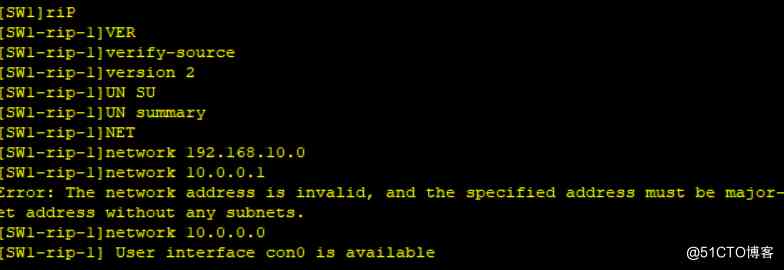 [SW1]riP
[SW1-rip-1]VER
[SW1-rip-1]verify-source
[SW1-rip-1]version 2
[SW1-rip-1]UN SU
[SW1-rip-1]UN summary
[SW1-rip-1]NET
[SW1-rip-1]network 192.168.10.0
[SW1-rip-1]network 10.0.0.1
Error: The network address is invalid, and the specified address must be major-
et address without any subnets.
[SW1-rip-1]network 10.0.0.0
[SW1-rip-1] User interface con0 is available
@51CTO博客